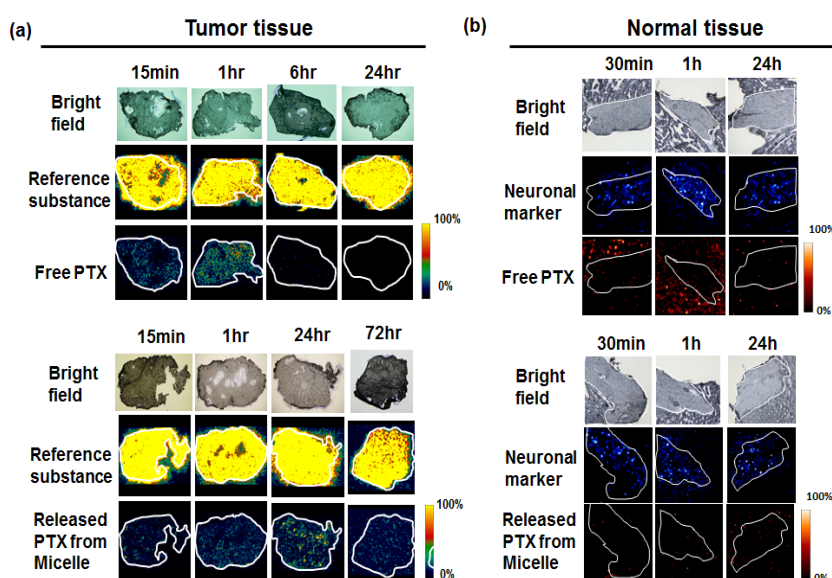 (a)
Tumor tissue
15min 1hr 6hr 24hr
Bright
field
Reference
substance
Free PTX
100%
0%
15min 1hr 24hr 72hr
Bright
field
Reference
substance
Released
PTX from
Micelle
100%
0%
(b)
Normal tissue
30min 1h 24h
Bright
field
Neuronal
marker
Free PTX
100%
0%
30min 1h 24h
Bright
field
Neuronal
marker
Released
PTX from
Micelle
100%
0%